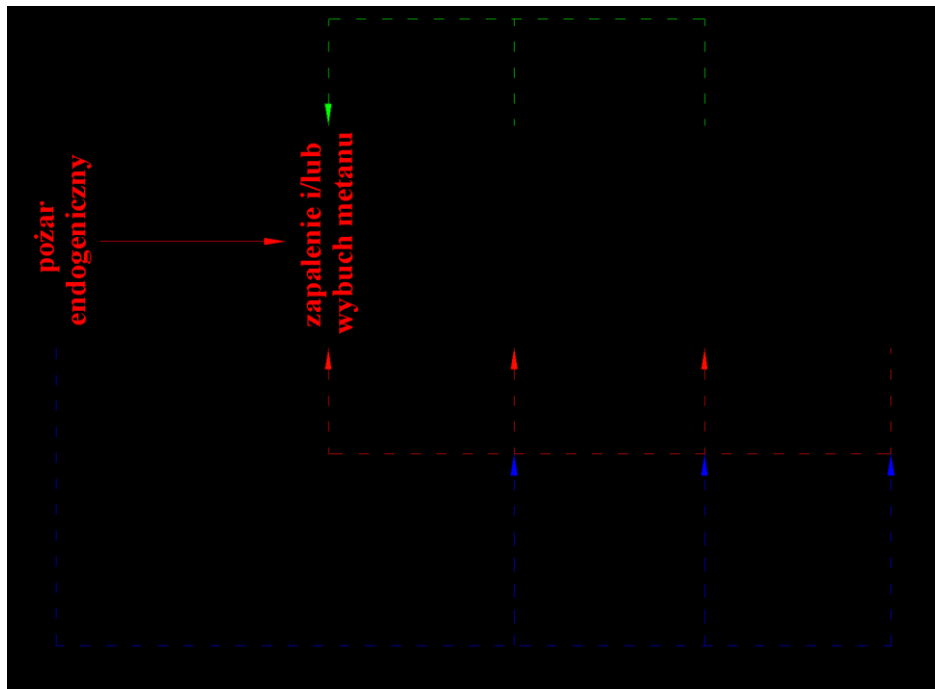 pożar
endogeniczny
zapalenie i/lub
wybuch metanu